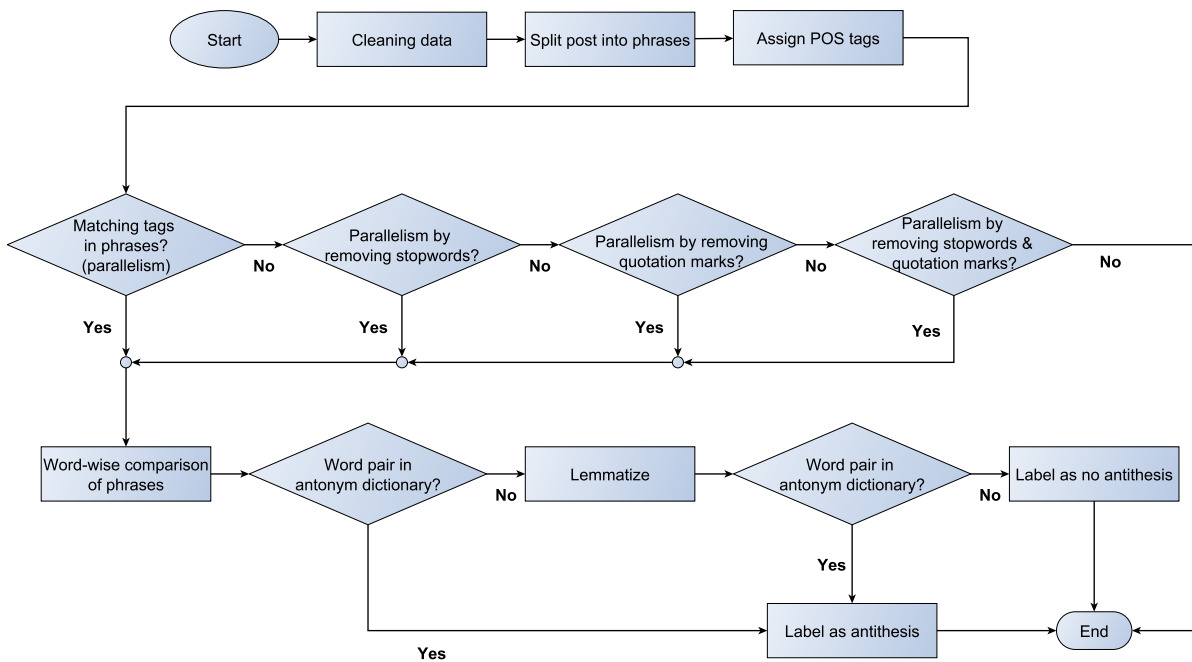 Start
Cleaning data
Split post into phrases
Assign POS tags
Matching tags
in phrases?
(parallelism)
No
Yes
Parallelism by
removing stopwords?
No
Yes
Parallelism by removing
quotation marks?
No
Yes
Parallelism by
removing stopwords &
quotation marks?
No
Yes
Word-wise comparison
of phrases
Word pair in
antonym dictionary?
No
Yes
Lemmatize
Word pair in
antonym dictionary?
No
Yes
Label as no antithesis
Label as antithesis
End